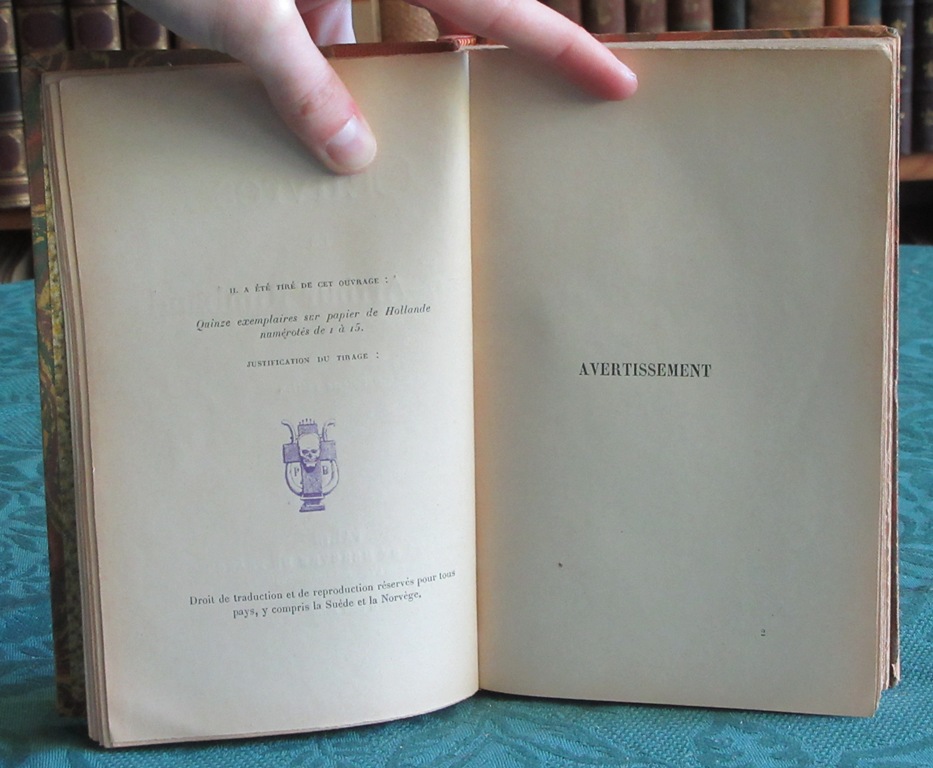 IL A ÉTÉ TIRÉ DE CET OUVRAGE :
Quinze exemplaires sur papier de Hollande
numérotés de 1 à 15.
JUSTIFICATION DU TIRAGE :
P B
Droit de traduction et de reproduction réservés pour tous
pays, y compris la Suède et la Norvège.
AVERTISSEMENT
2